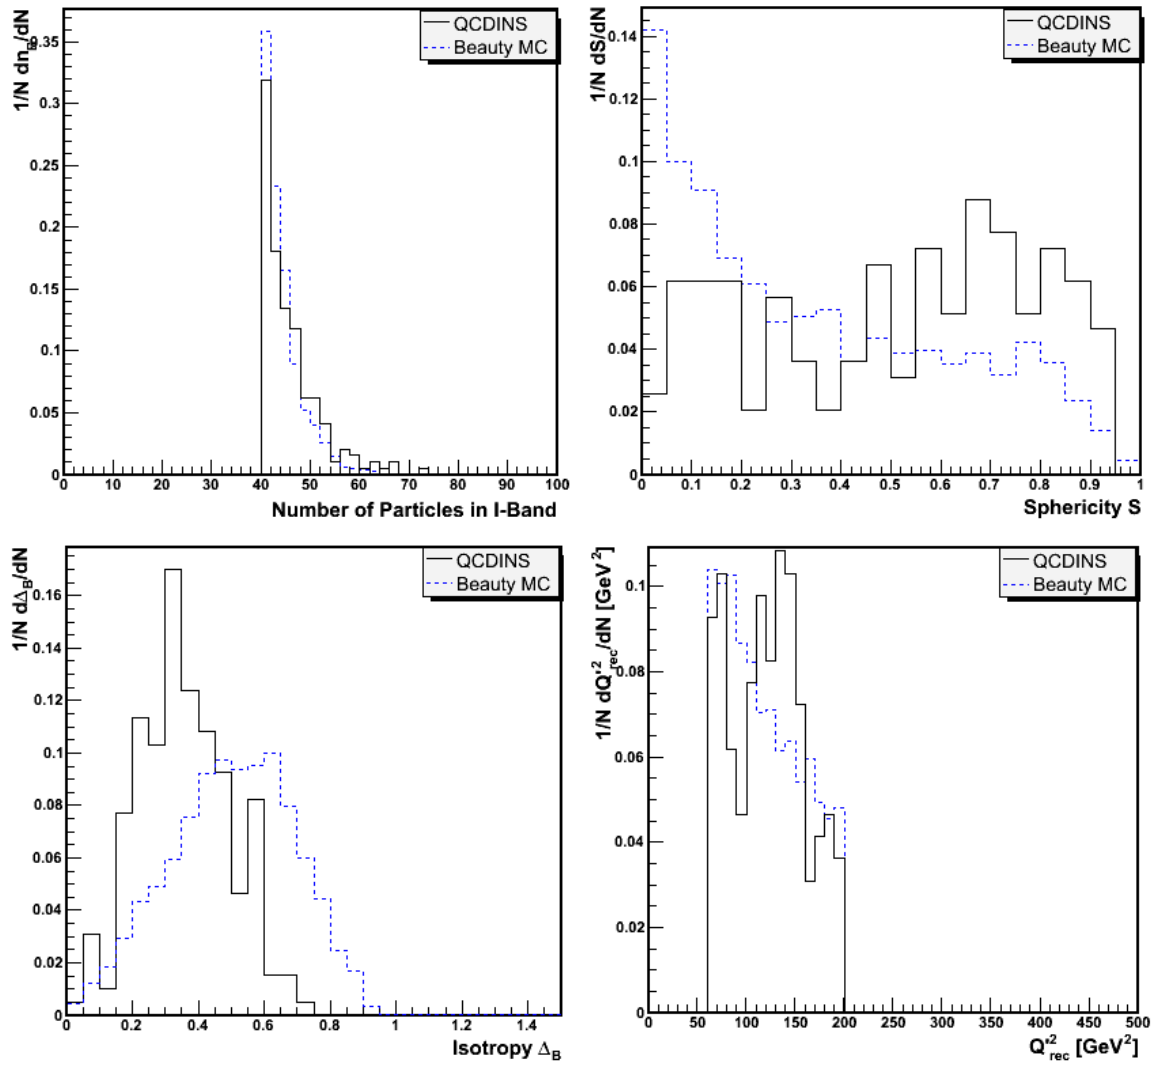 1/N dn_B/dN
0.35
0.3
0.25
0.2
0.15
0.1
0.05
0
0 10 20 30 40 50 60 70 80 90 100
Number of Particles in I-Band
QCDINS
Beauty MC
1/N dS/dN
0.14
0.12
0.1
0.08
0.06
0.04
0.02
0
0 0.1 0.2 0.3 0.4 0.5 0.6 0.7 0.8 0.9 1
Sphericity S
QCDINS
Beauty MC
1/N dΔ_B/dN
0.16
0.14
0.12
0.1
0.08
0.06
0.04
0.02
0
0 0.2 0.4 0.6 0.8 1 1.2 1.4
Isotropy Δ_B
QCDINS
Beauty MC
1/N dQ'²_rec/dN [GeV²]
0.1
0.08
0.06
0.04
0.02
0
0 50 100 150 200 250 300 350 400 450 500
Q'²_rec [GeV²]
QCDINS
Beauty MC